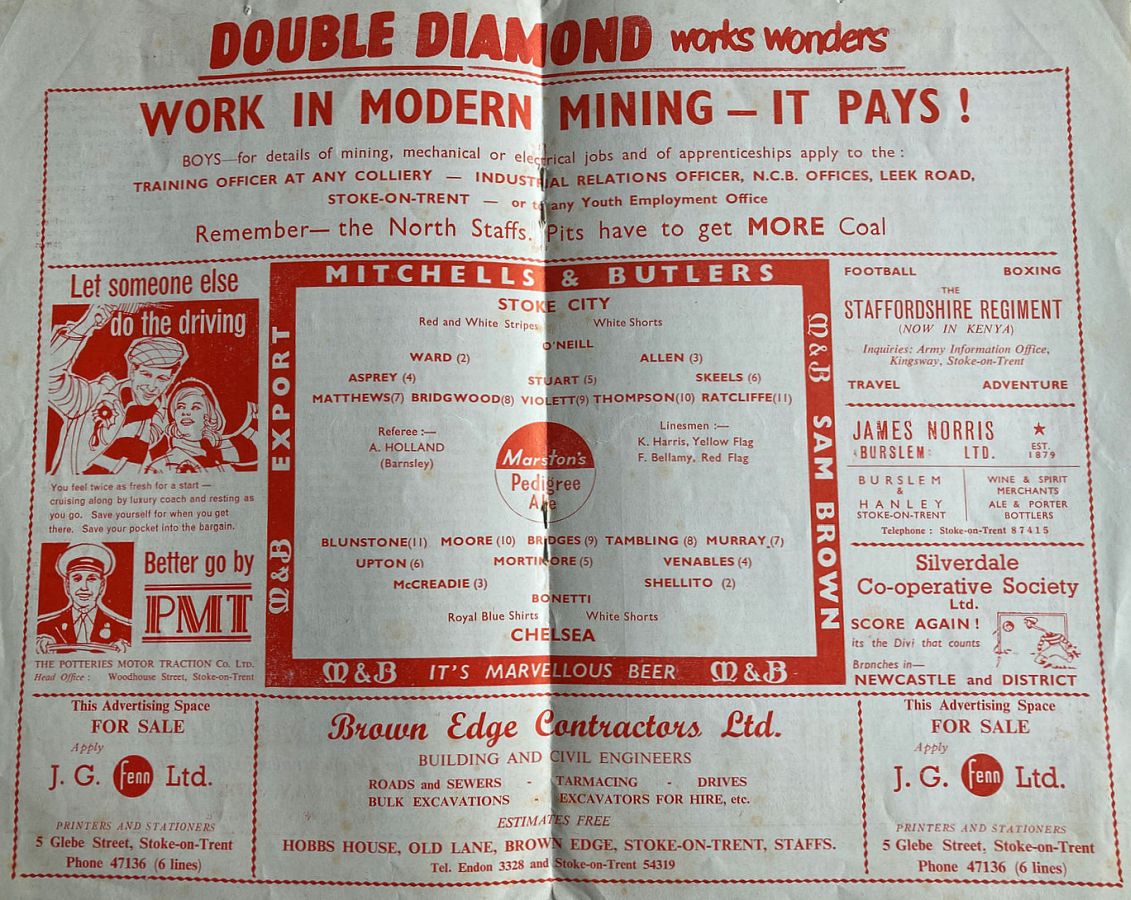 DOUBLE DIAMOND works wonders
WORK IN MODERN MINING — IT PAYS !
BOYS—for details of mining, mechanical or electrical jobs and of apprenticeships apply to the :
TRAINING OFFICER AT ANY COLLIERY — INDUSTRIAL RELATIONS OFFICER, N.C.B. OFFICES, LEEK ROAD,
STOKE-ON-TRENT — or to any Youth Employment Office
Remember— the North Staffs. Pits have to get MORE Coal
Let someone else
do the driving
You feel twice as fresh for a start —
cruising along by luxury coach and resting as
you go. Save yourself for when you get
there. Save your pocket into the bargain.
Better go by
PMT
THE POTTERIES MOTOR TRACTION Co. LTD.
Head Office : Woodhouse Street, Stoke-on-Trent
MITCHELLS & BUTLERS
M&B EXPORT
M&B SAM BROWN
STOKE CITY
Red and White Stripes White Shorts
O'NEILL
WARD (2) ALLEN (3)
ASPREY (4) STUART (5) SKEELS (6)
MATTHEWS(7) BRIDGWOOD(8) VIOLETT(9) THOMPSON(10) RATCLIFFE(11)
Referee :—
A. HOLLAND
(Barnsley)
Marston's
Pedigree
Ale
Linesmen :—
K. Harris, Yellow Flag
F. Bellamy, Red Flag
BLUNSTONE(11) MOORE (10) BRIDGES (9) TAMBLING (8) MURRAY (7)
UPTON (6) MORTIMORE (5) VENABLES (4)
McCREADIE (3) SHELLITO (2)
BONETTI
Royal Blue Shirts White Shorts
CHELSEA
M&B IT'S MARVELLOUS BEER M&B
FOOTBALL BOXING
THE
STAFFORDSHIRE REGIMENT
(NOW IN KENYA)
Inquiries: Army Information Office,
Kingsway, Stoke-on-Trent
TRAVEL ADVENTURE
JAMES NORRIS
(BURSLEM) LTD.
EST.
1879
BURSLEM
&
HANLEY
STOKE-ON-TRENT
WINE & SPIRIT
MERCHANTS
ALE & PORTER
BOTTLERS
Telephone : Stoke-on-Trent 87415
Silverdale
Co-operative Society
Ltd.
SCORE AGAIN!
its the Divi that counts
Branches in—
NEWCASTLE and DISTRICT
This Advertising Space
FOR SALE
Apply
J. G. Fenn Ltd.
PRINTERS AND STATIONERS
5 Glebe Street, Stoke-on-Trent
Phone 47136 (6 lines)
Brown Edge Contractors Ltd.
BUILDING AND CIVIL ENGINEERS
ROADS and SEWERS - TARMACING - DRIVES
BULK EXCAVATIONS - EXCAVATORS FOR HIRE, etc.
ESTIMATES FREE
HOBBS HOUSE, OLD LANE, BROWN EDGE, STOKE-ON-TRENT, STAFFS.
Tel. Endon 3328 and Stoke-on-Trent 54319
This Advertising Space
FOR SALE
Apply
J. G. Fenn Ltd.
PRINTERS AND STATIONERS
5 Glebe Street, Stoke-on-Trent
Phone 47136 (6 lines)